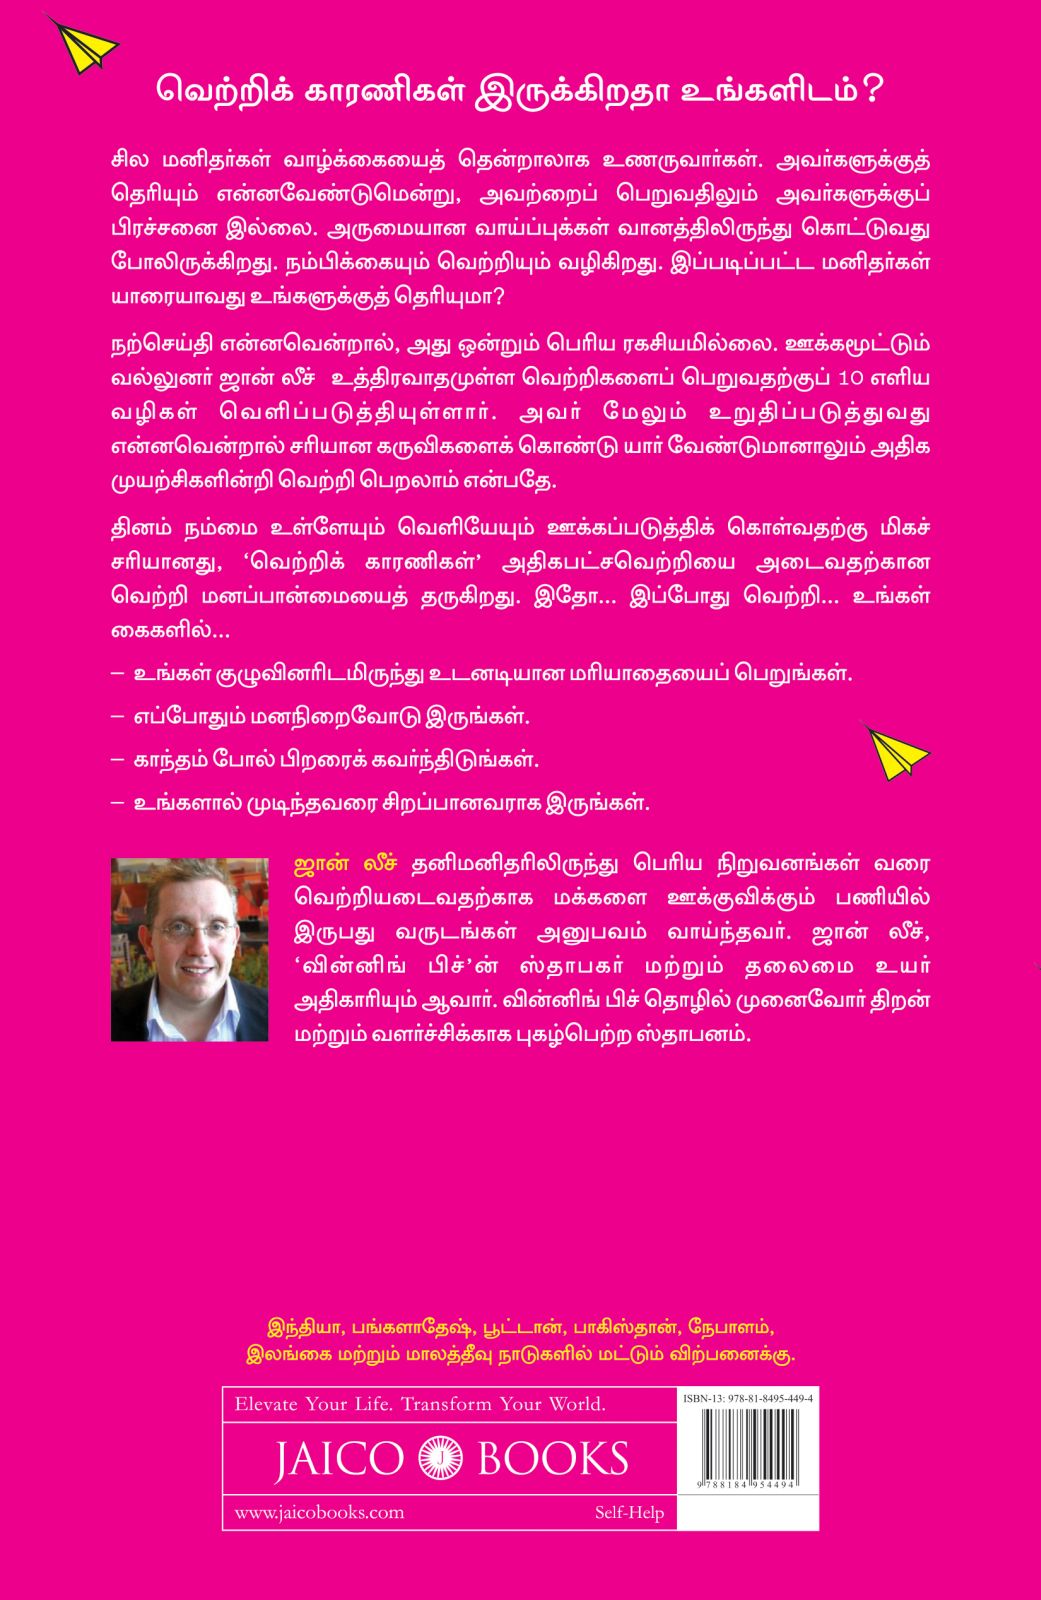 வெற்றிக் காரணிகள் இருக்கிறதா உங்களிடம்?
சில மனிதர்கள் வாழ்க்கையைத் தென்றாலாக உணருவார்கள். அவர்களுக்குத்
தெரியும் என்னவேண்டுமென்று, அவற்றைப் பெறுவதிலும் அவர்களுக்குப்
பிரச்சனை இல்லை. அருமையான வாய்ப்புக்கள் வானத்திலிருந்து கொட்டுவது
போலிருக்கிறது. நம்பிக்கையும் வெற்றியும் வழிகிறது. இப்படிப்பட்ட மனிதர்கள்
யாரையாவது உங்களுக்குத் தெரியுமா?
நற்செய்தி என்னவென்றால், அது ஒன்றும் பெரிய ரகசியமில்லை. ஊக்கமூட்டும்
வல்லுனர் ஜான் லீச் உத்திரவாதமுள்ள வெற்றிகளைப் பெறுவதற்குப் 10 எளிய
வழிகள் வெளிப்படுத்தியுள்ளார். அவர் மேலும் உறுதிப்படுத்துவது
என்னவென்றால் சரியான கருவிகளைக் கொண்டு யார் வேண்டுமானாலும் அதிக
முயற்சிகளின்றி வெற்றி பெறலாம் என்பதே.
தினம் நம்மை உள்ளேயும் வெளியேயும் ஊக்கப்படுத்திக் கொள்வதற்கு மிகச்
சரியானது, ‘வெற்றிக் காரணிகள்’ அதிகபட்சவெற்றியை அடைவதற்கான
வெற்றி மனப்பான்மையைத் தருகிறது. இதோ... இப்போது வெற்றி... உங்கள்
கைகளில்...
– உங்கள் குழுவினரிடமிருந்து உடனடியான மரியாதையைப் பெறுங்கள்.
– எப்போதும் மனநிறைவோடு இருங்கள்.
– காந்தம் போல் பிறரைக் கவர்ந்திடுங்கள்.
– உங்களால் முடிந்தவரை சிறப்பானவராக இருங்கள்.
ஜான் லீச் தனிமனிதரிலிருந்து பெரிய நிறுவனங்கள் வரை
வெற்றியடைவதற்காக மக்களை ஊக்குவிக்கும் பணியில்
இருபது வருடங்கள் அனுபவம் வாய்ந்தவர். ஜான் லீச்,
‘வின்னிங் பிச்’ன் ஸ்தாபகர் மற்றும் தலைமை உயர்
அதிகாரியும் ஆவார். வின்னிங் பிச் தொழில் முனைவோர் திறன்
மற்றும் வளர்ச்சிக்காக புகழ்பெற்ற ஸ்தாபனம்.
இந்தியா, பங்களாதேஷ், பூட்டான், பாகிஸ்தான், நேபாளம்,
இலங்கை மற்றும் மாலத்தீவு நாடுகளில் மட்டும் விற்பனைக்கு.
Elevate Your Life. Transform Your World.
JAICO J BOOKS
www.jaicobooks.com Self-Help
ISBN-13: 978-81-8495-449-4
9 788184 954494